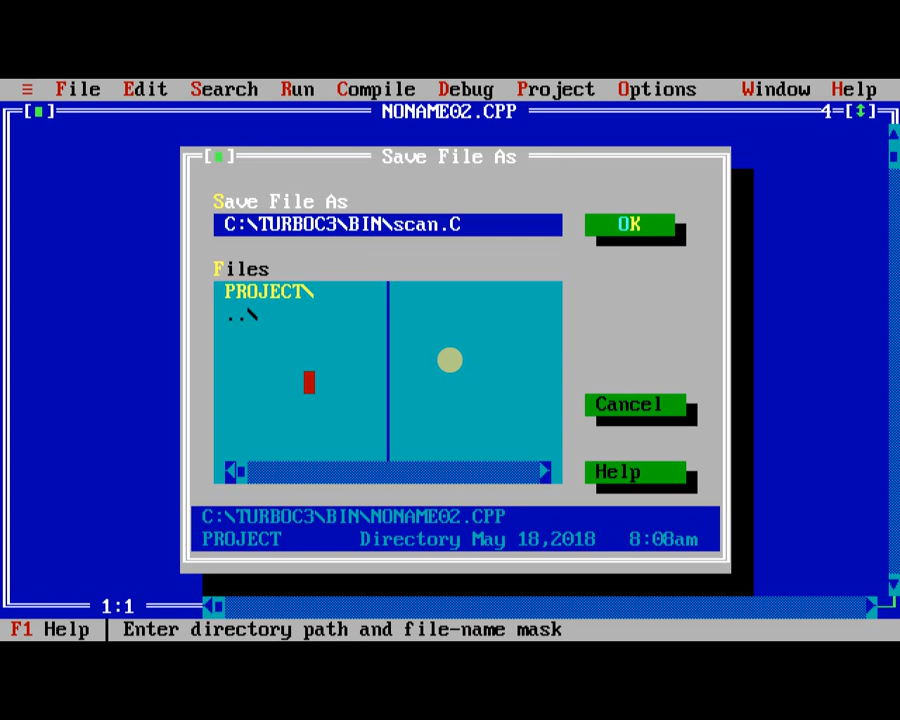 ≡ File Edit Search Run Compile Debug Project Options Window Help
NONAME02.CPP 4
Save File As
Save File As
C:\TURBOC3\BIN\scan.C OK
Files
PROJECT\
..\
Cancel
Help
C:\TURBOC3\BIN\NONAME02.CPP
PROJECT Directory May 18,2018 8:08am
1:1
F1 Help Enter directory path and file-name mask